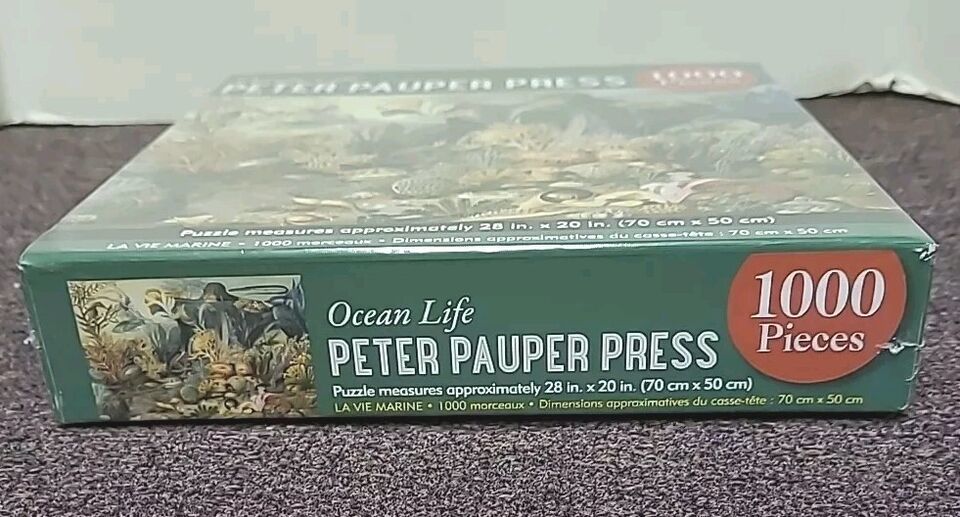 PETER PAUPER PRESS
1000
Puzzle measures approximately 28 in. x 20 in. (70 cm x 50 cm)
LA VIE MARINE • 1000 morceaux • Dimensions approximatives du casse-tête : 70 cm x 50 cm
Ocean Life
PETER PAUPER PRESS
1000
Pieces
Puzzle measures approximately 28 in. x 20 in. (70 cm x 50 cm)
LA VIE MARINE • 1000 morceaux • Dimensions approximatives du casse-tête : 70 cm x 50 cm